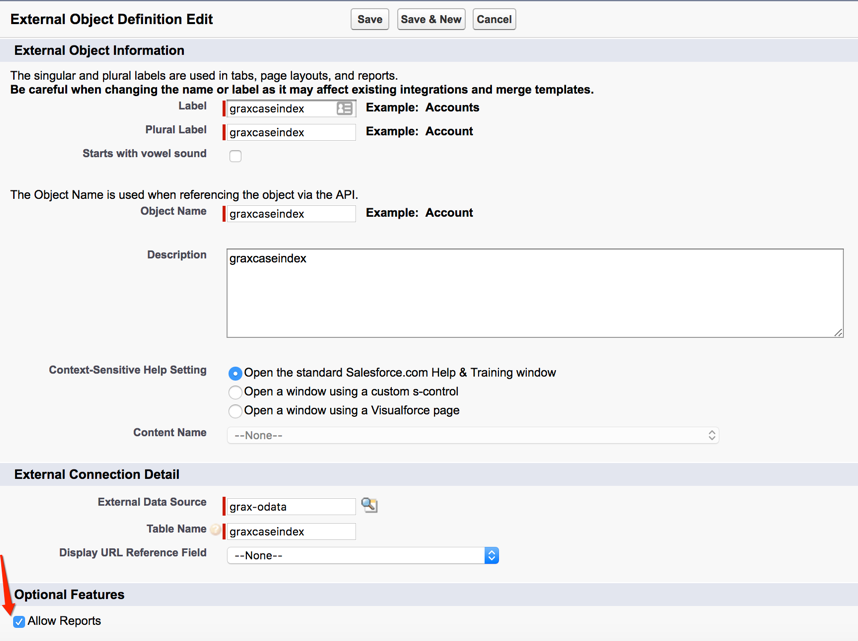 External Object Definition Edit Save Save & New Cancel
External Object Information
The singular and plural labels are used in tabs, page layouts, and reports.
Be careful when changing the name or label as it may affect existing integrations and merge templates.
Label graxcaseindex Example: Accounts
Plural Label graxcaseindex Example: Account
Starts with vowel sound
The Object Name is used when referencing the object via the API.
Object Name graxcaseindex Example: Account
Description graxcaseindex
Context-Sensitive Help Setting Open the standard Salesforce.com Help & Training window
Open a window using a custom s-control
Open a window using a Visualforce page
Content Name --None--
External Connection Detail
External Data Source grax-odata
Table Name ? graxcaseindex
Display URL Reference Field --None--
Optional Features
Allow Reports